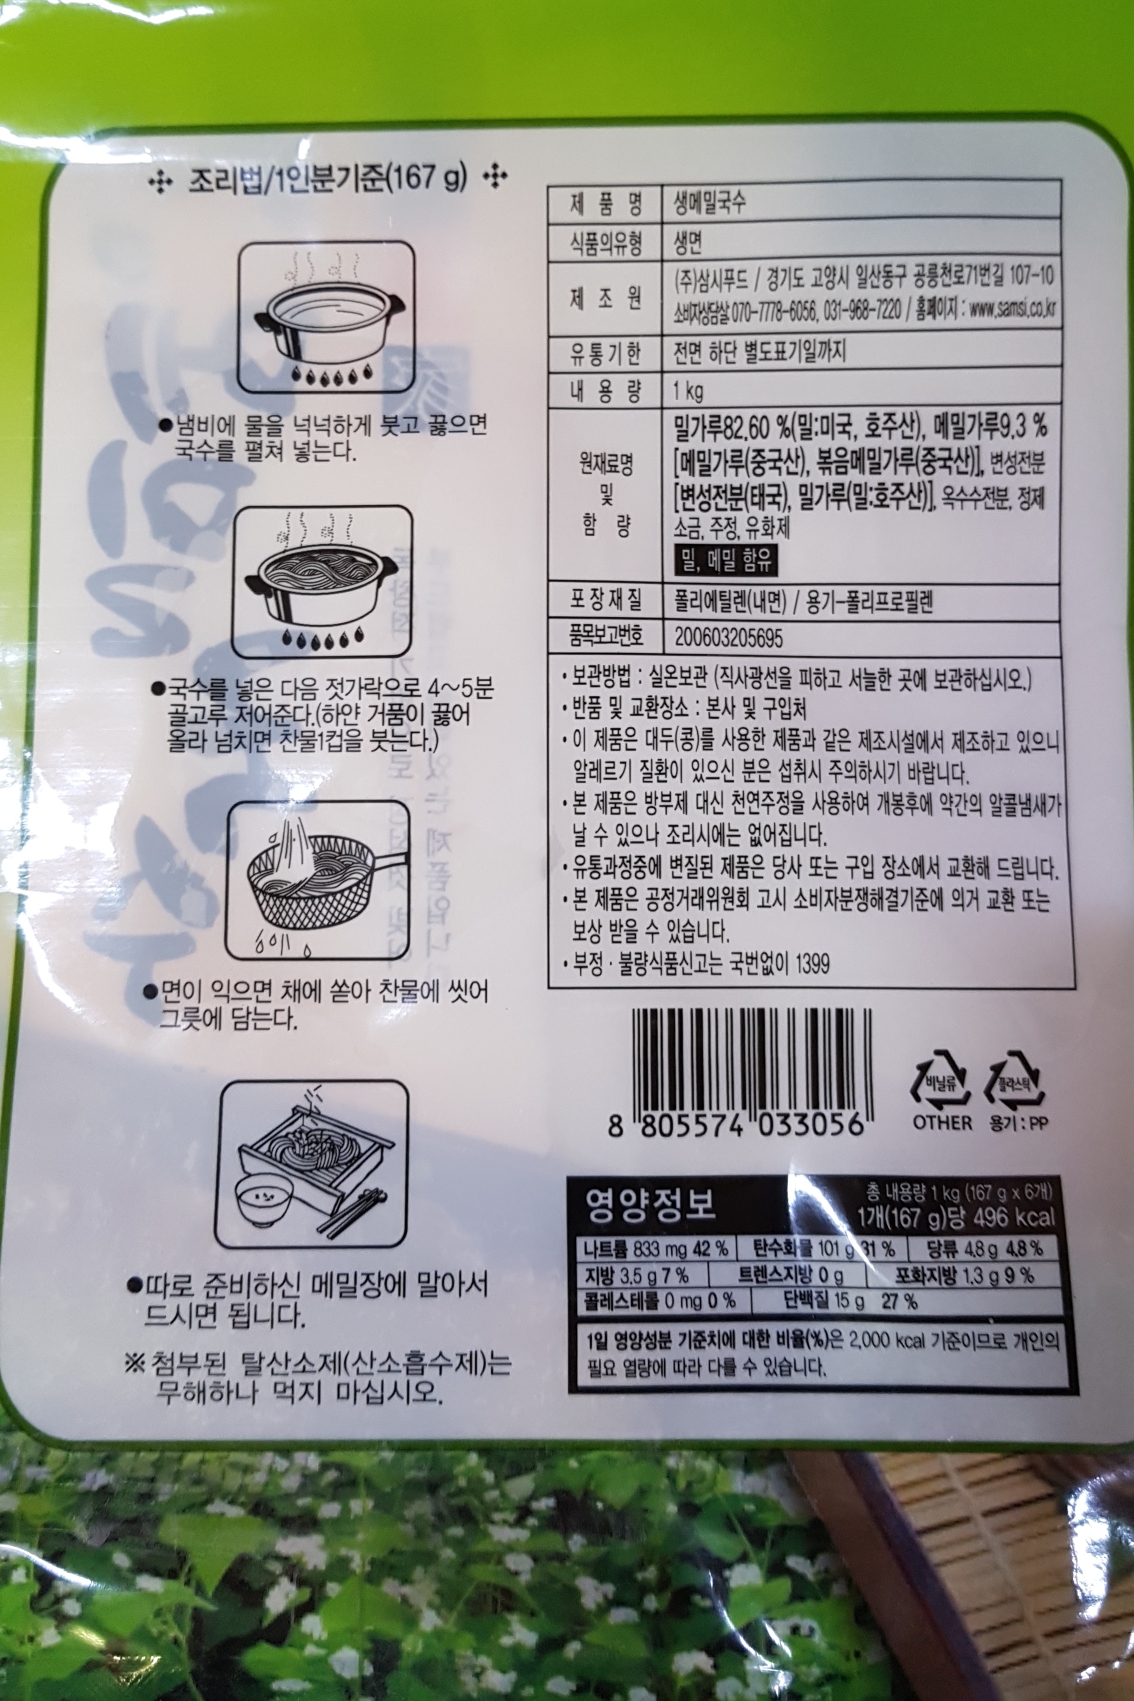 조리법/1인분기준(167 g)
●냄비에 물을 넉넉하게 붓고 끓으면
국수를 펼쳐 넣는다.
●국수를 넣은 다음 젓가락으로 4~5분
골고루 저어준다.(하얀 거품이 끓어
올라 넘치면 찬물1컵을 붓는다.)
●면이 익으면 채에 쏟아 찬물에 씻어
그릇에 담는다.
●따로 준비하신 메밀장에 말아서
드시면 됩니다.
※첨부된 탈산소제(산소흡수제)는
무해하나 먹지 마십시오.
제 품 명 생메밀국수
식품의유형 생면
제 조 원 (주)삼시푸드 / 경기도 고양시 일산동구 공릉천로71번길 107-10
소비자상담실 070-7778-6056, 031-968-7220 / 홈페이지 : www.samsi.co.kr
유통기한 전면 하단 별도표기일까지
내 용 량 1 kg
원재료명 및 함 량 밀가루82.60 %(밀:미국, 호주산), 메밀가루9.3 %
[메밀가루(중국산), 볶음메밀가루(중국산)], 변성전분
[변성전분(태국), 밀가루(밀:호주산)], 옥수수전분, 정제
소금, 주정, 유화제
밀, 메밀 함유
포장재질 폴리에틸렌(내면) / 용기-폴리프로필렌
품목보고번호 200603205695
• 보관방법 : 실온보관 (직사광선을 피하고 서늘한 곳에 보관하십시오.)
• 반품 및 교환장소 : 본사 및 구입처
• 이 제품은 대두(콩)를 사용한 제품과 같은 제조시설에서 제조하고 있으니
알레르기 질환이 있으신 분은 섭취시 주의하시기 바랍니다.
• 본 제품은 방부제 대신 천연주정을 사용하여 개봉후에 약간의 알콜냄새가
날 수 있으나 조리시에는 없어집니다.
• 유통과정중에 변질된 제품은 당사 또는 구입 장소에서 교환해 드립니다.
• 본 제품은 공정거래위원회 고시 소비자분쟁해결기준에 의거 교환 또는
보상 받을 수 있습니다.
• 부정 · 불량식품신고는 국번없이 1399
8 805574 033056
비닐류 플라스틱
OTHER 용기 : PP
영양정보
총 내용량 1 kg (167 g x 6개)
1개(167 g)당 496 kcal
나트륨 833 mg 42 % 탄수화물 101 g 31 % 당류 4.8 g 4.8 %
지방 3.5 g 7 % 트렌스지방 0 g 포화지방 1.3 g 9 %
콜레스테롤 0 mg 0 % 단백질 15 g 27 %
1일 영양성분 기준치에 대한 비율(%)은 2,000 kcal 기준이므로 개인의
필요 열량에 따라 다를 수 있습니다.